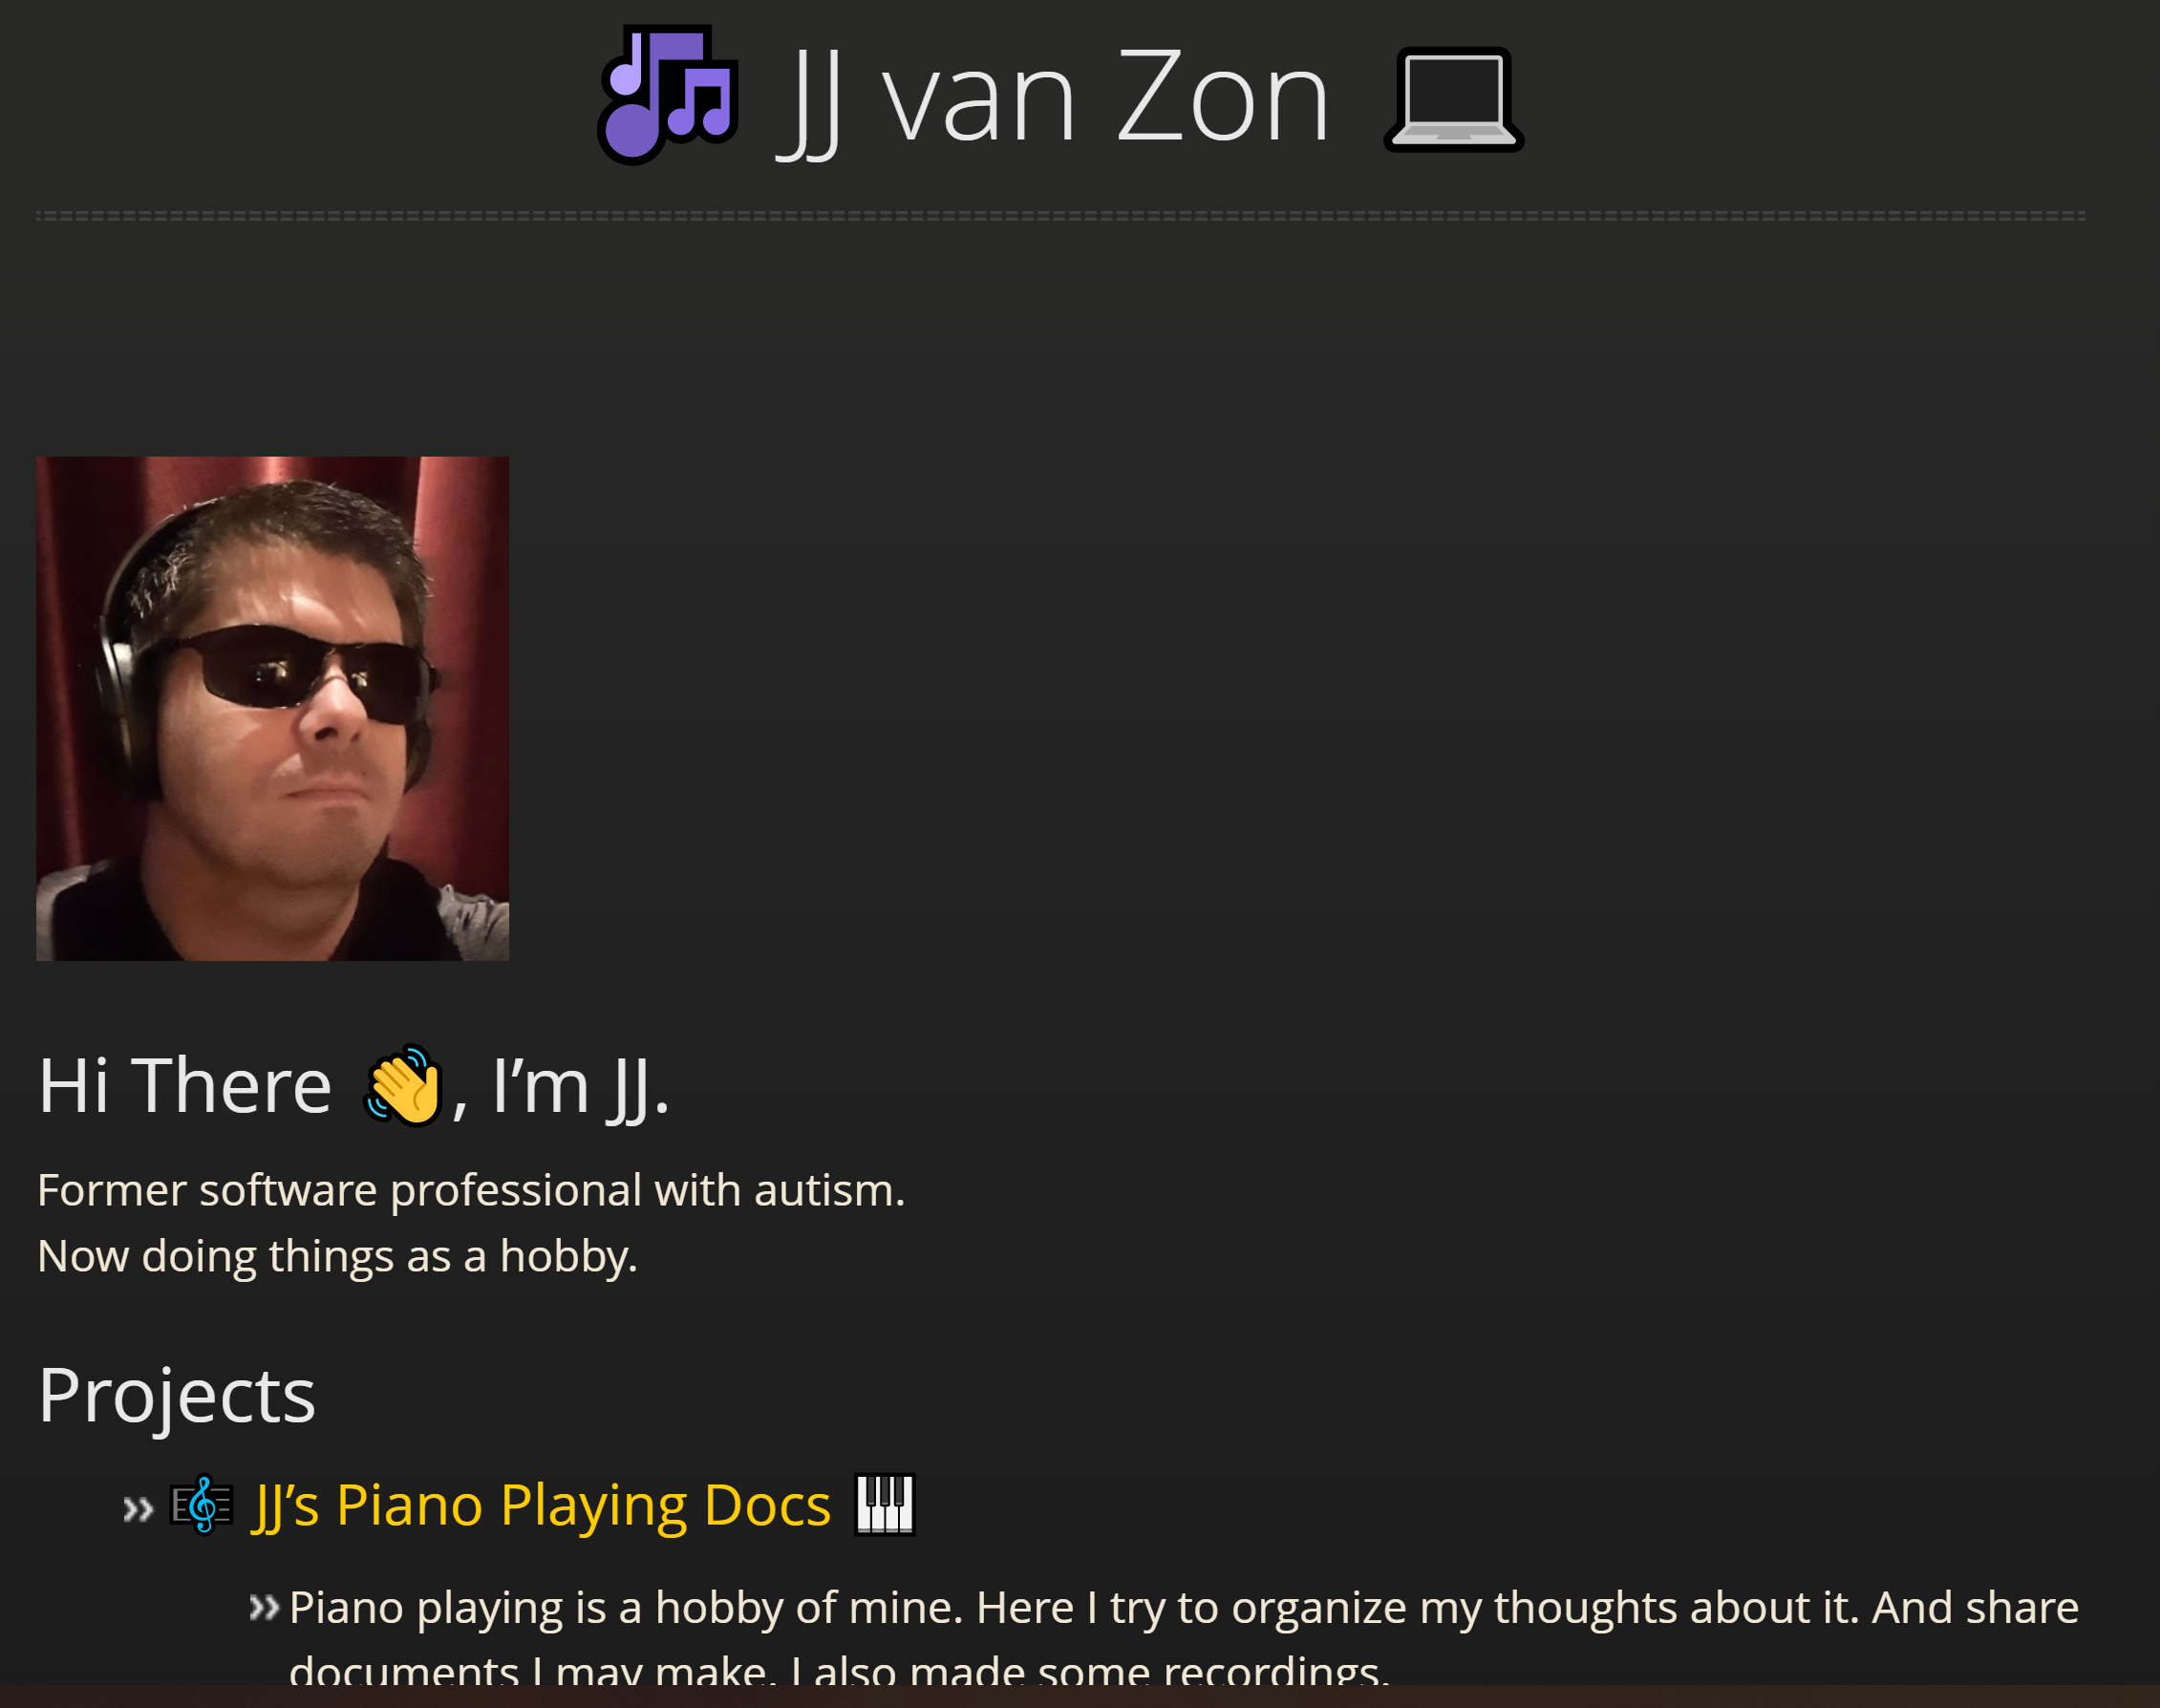 JJ van Zon
Hi There 👋, I’m JJ.
Former software professional with autism.
Now doing things as a hobby.
Projects
JJ’s Piano Playing Docs
Piano playing is a hobby of mine. Here I try to organize my thoughts about it. And share
documents I may make. I also made some recordings.